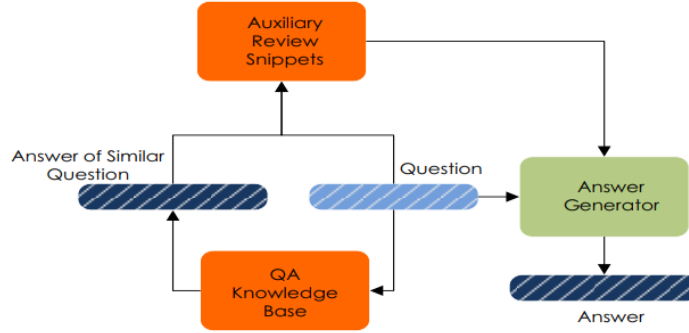 Auxiliary
Review
Snippets
Answer of Similar
Question
Question
Answer
Generator
QA
Knowledge
Base
Answer